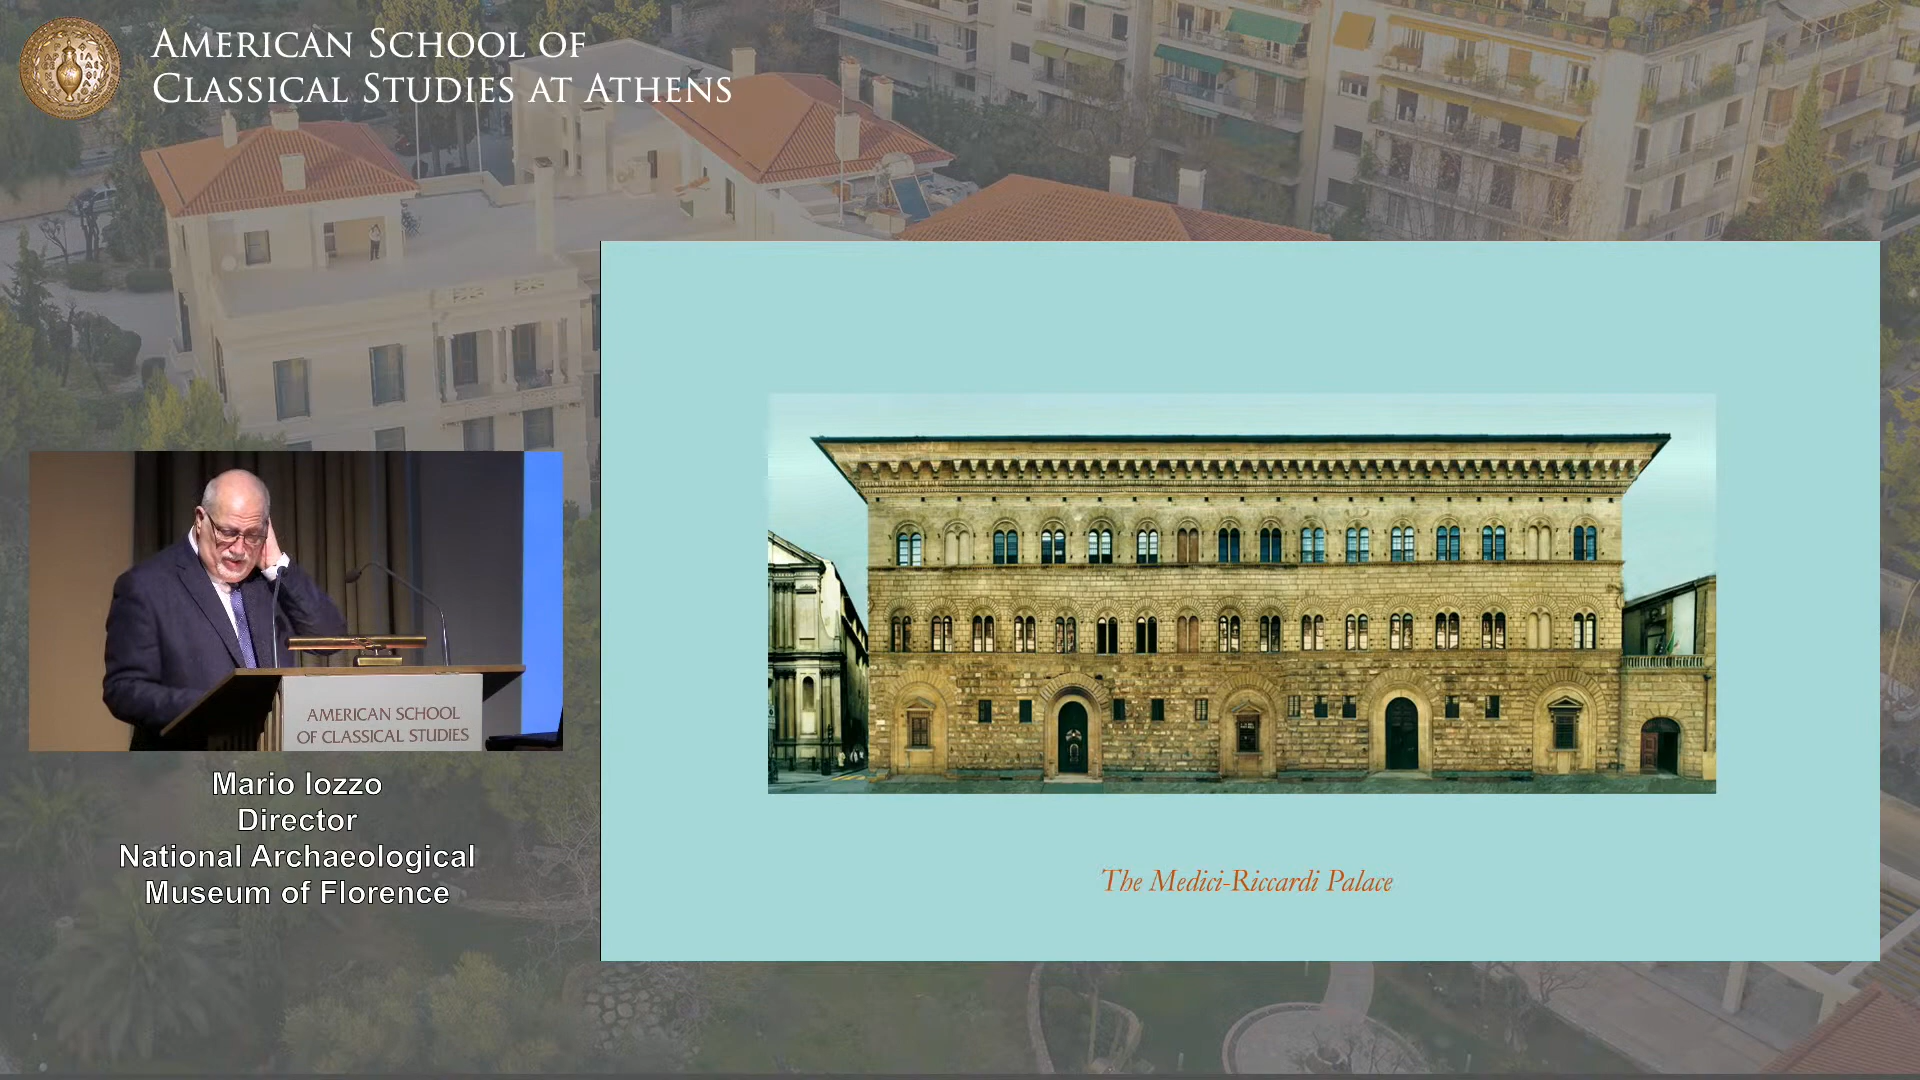 AMERICAN SCHOOL OF
CLASSICAL STUDIES AT ATHENS
AMERICAN SCHOOL
OF CLASSICAL STUDIES
Mario Iozzo
Director
National Archaeological
Museum of Florence
The Medici-Riccardi Palace